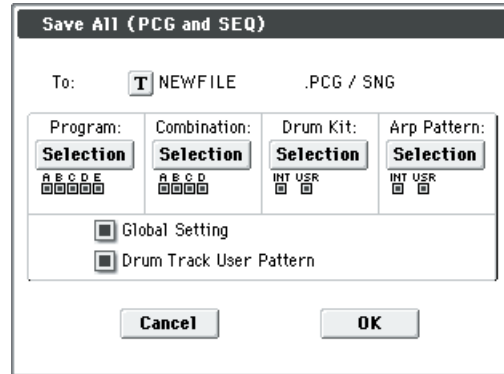 Save All (PCG and SEQ)
To: T NEWFILE .PCG / SNG
Program: Combination: Drum Kit: Arp Pattern:
Selection Selection Selection Selection
A B C D E A B C D INT USR INT USR
Global Setting
Drum Track User Pattern
Cancel OK